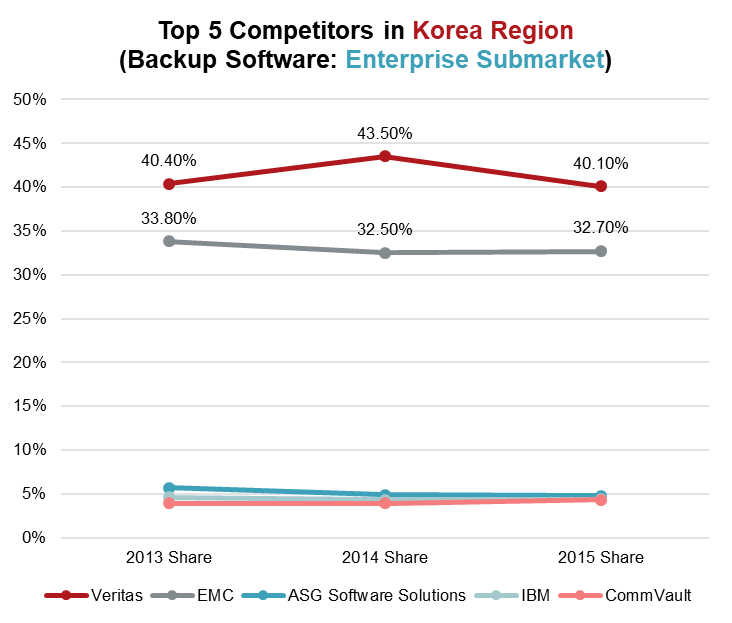 Top 5 Competitors in Korea Region
(Backup Software: Enterprise Submarket)
50%
45%
40%
35%
30%
25%
20%
15%
10%
5%
0%
43.50%
40.40%
40.10%
33.80%
32.50%
32.70%
2013 Share
2014 Share
2015 Share
Veritas
EMC
ASG Software Solutions
IBM
CommVault